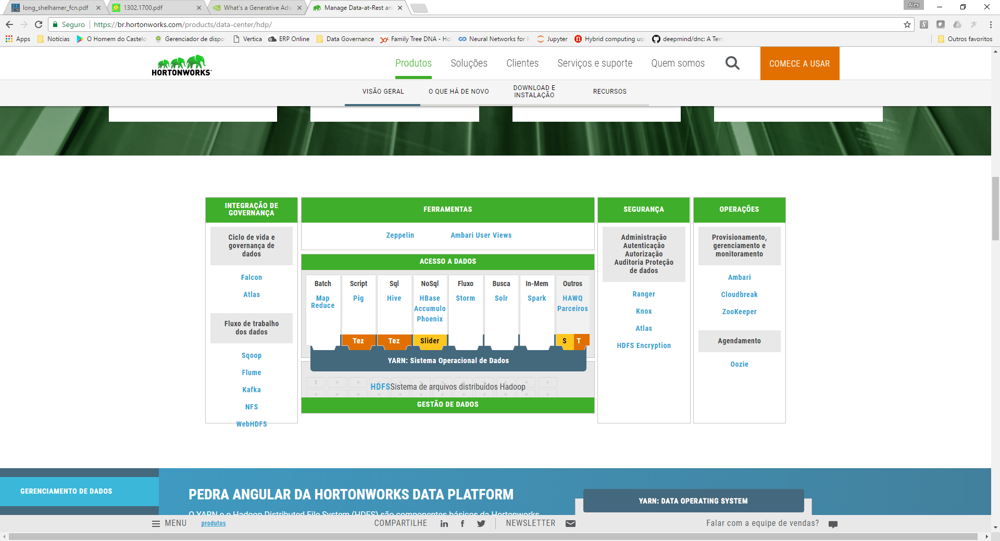 long_shelhamer_fcn.pdf
1302.1700.pdf
What's a Generative Adv
Manage Data-at-Rest an
Alex
Seguro
https://br.hortonworks.com/products/data-center/hdp/
Apps
Notícias
O Homem do Castelo
Gerenciador de dispo
Vertica
ERP Online
Data Governance
Family Tree DNA - Ho
Neural Networks for M
Jupyter
Hybrid computing usi
deepmind/dnc: A Tens
Outros favoritos
HORTONWORKS
Produtos
Soluções
Clientes
Serviços e suporte
Quem somos
COMECE A USAR
VISÃO GERAL
O QUE HÁ DE NOVO
DOWNLOAD E
INSTALAÇÃO
RECURSOS
INTEGRAÇÃO DE
GOVERNANÇA
Ciclo de vida e
governança de
dados
Falcon
Atlas
Fluxo de trabalho
dos dados
Sqoop
Flume
Kafka
NFS
WebHDFS
FERRAMENTAS
Zeppelin
Ambari User Views
ACESSO A DADOS
Batch
Map
Reduce
Script
Pig
Tez
Sql
Hive
Tez
NoSql
HBase
Accumulo
Phoenix
Slider
Fluxo
Storm
Busca
Solr
In-Mem
Spark
Outros
HAWQ
Parceiros
S T
YARN: Sistema Operacional de Dados
1
HDFSSistema de arquivos distribuídos Hadoop
GESTÃO DE DADOS
SEGURANÇA
Administração
Autenticação
Autorização
Auditoria Proteção
de dados
Ranger
Knox
Atlas
HDFS Encryption
OPERAÇÕES
Provisionamento,
gerenciamento e
monitoramento
Ambari
Cloudbreak
ZooKeeper
Agendamento
Oozie
GERENCIAMENTO DE DADOS
PEDRA ANGULAR DA HORTONWORKS DATA PLATFORM
O YARN e o Hadoop Distributed File System (HDFS) são componentes básicos da Hortonworks
YARN: DATA OPERATING SYSTEM
MENU
produtos
COMPARTILHE
NEWSLETTER
Falar com a equipe de vendas?